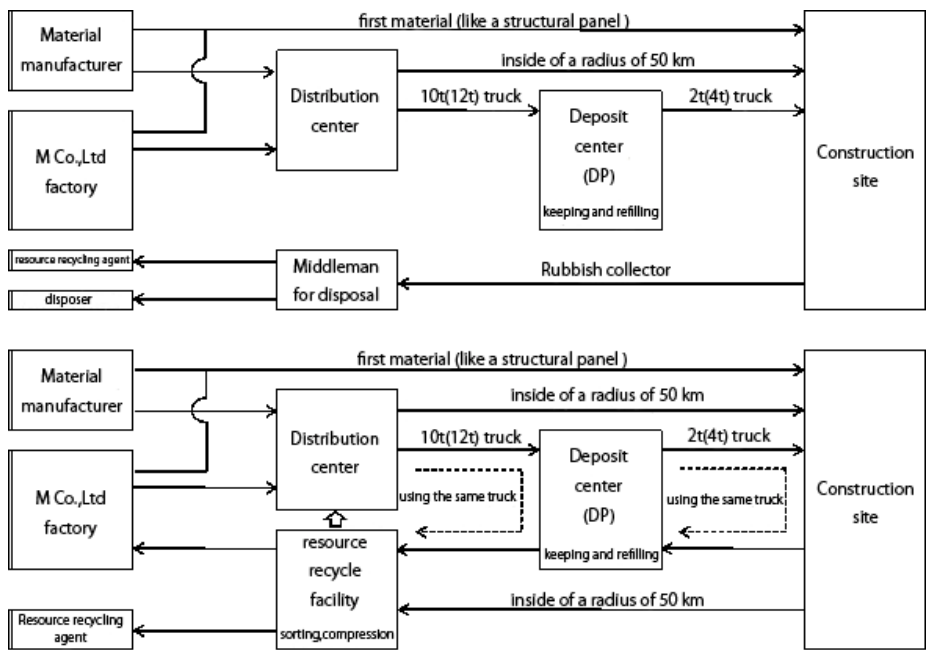 first material (like a structural panel )
Material
manufacturer
inside of a radius of 50 km
Distribution
center
10t(12t) truck
2t(4t) truck
Deposit
center
(DP)
keeping and refilling
M Co.,Ltd
factory
Construction
site
resource recycling agent
disposer
Middleman
for disposal
Rubbish collector
first material (like a structural panel )
Material
manufacturer
inside of a radius of 50 km
Distribution
center
10t(12t) truck
2t(4t) truck
Deposit
center
(DP)
keeping and refilling
using the same truck
using the same truck
M Co.,Ltd
factory
Construction
site
resource
recycle
facility
sorting,compression
inside of a radius of 50 km
Resource recycling
agent